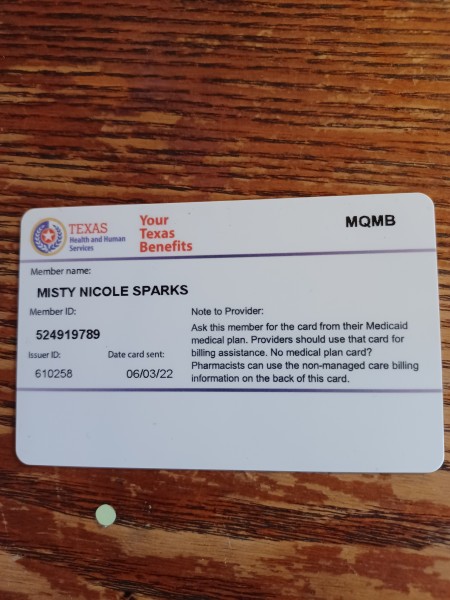 TEXAS
Health and Human
Services
Your
Texas
Benefits
MQMB
Member name:
MISTY NICOLE SPARKS
Member ID:
524919789
Issuer ID:
Date card sent:
610258
06/03/22
Note to Provider:
Ask this member for the card from their Medicaid
medical plan. Providers should use that card for
billing assistance. No medical plan card?
Pharmacists can use the non-managed care billing
information on the back of this card.